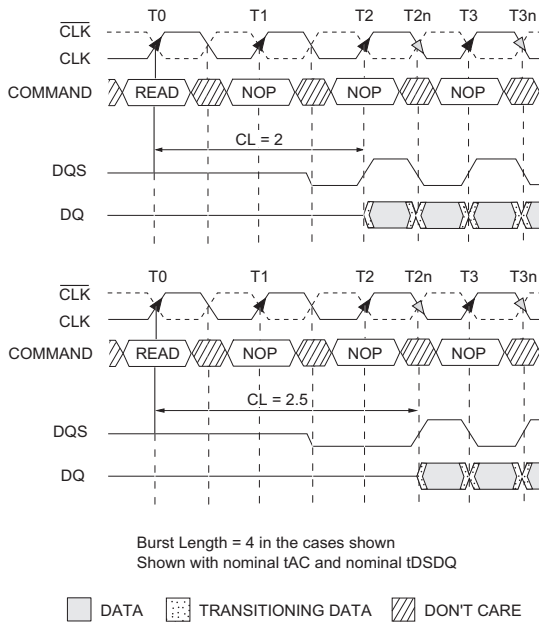 T0 T1 T2 T2n T3 T3n
CLK
CLK
COMMAND READ NOP NOP NOP
CL = 2
DQS
DQ
T0 T1 T2 T2n T3 T3n
CLK
CLK
COMMAND READ NOP NOP NOP
CL = 2.5
DQS
DQ
Burst Length = 4 in the cases shown
Shown with nominal tAC and nominal tDSDQ
DATA TRANSITIONING DATA DON'T CARE